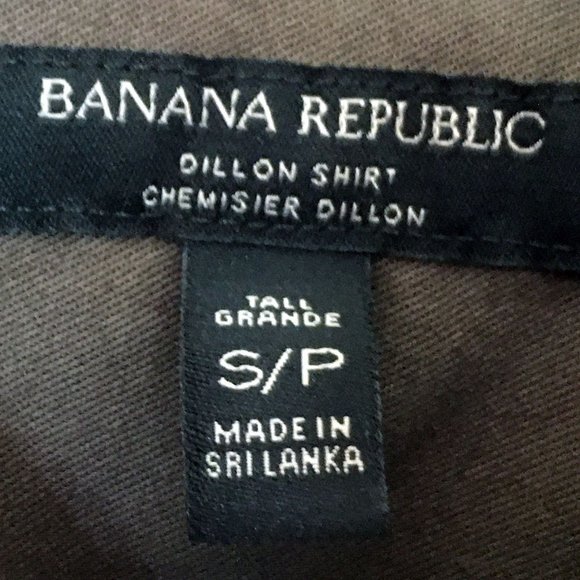 BANANA REPUBLIC
DILLON SHIRT
CHEMISIER DILLON
TALL
GRANDE
S/P
MADE IN
SRI LANKA